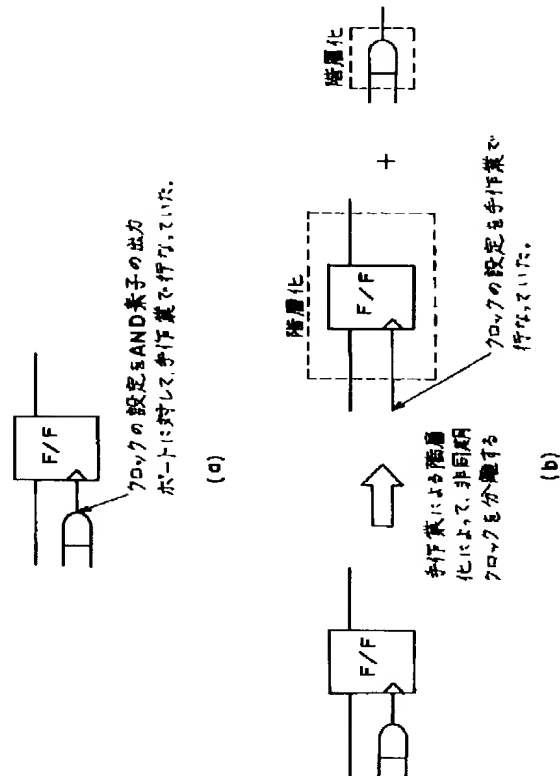 F/F
クロックの設定をAND素子の出力
ポートに対して、手作業で行なっていた。
(a)
F/F
手作業による階層
化によって、非同期
クロックを分離する
階層化
F/F
クロックの設定を手作業で
行なっていた。
+
階層化
(b)